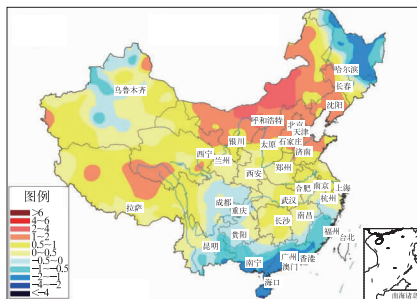 哈尔滨
长春
乌鲁木齐
沈阳
呼和浩特
北京
天津
银川
太原
石家庄
济南
西宁
兰州
西安
郑州
合肥
南京
上海
拉萨
成都
重庆
武汉
杭州
南昌
长沙
贵阳
福州
台北
昆明
南宁
广州
香港
澳门
海口
图例
>6
4~6
2~4
1~2
0.5~1
-0.5~0.5
-1~-0.5
-2~-1
-4~-2
<-4
南海诸岛